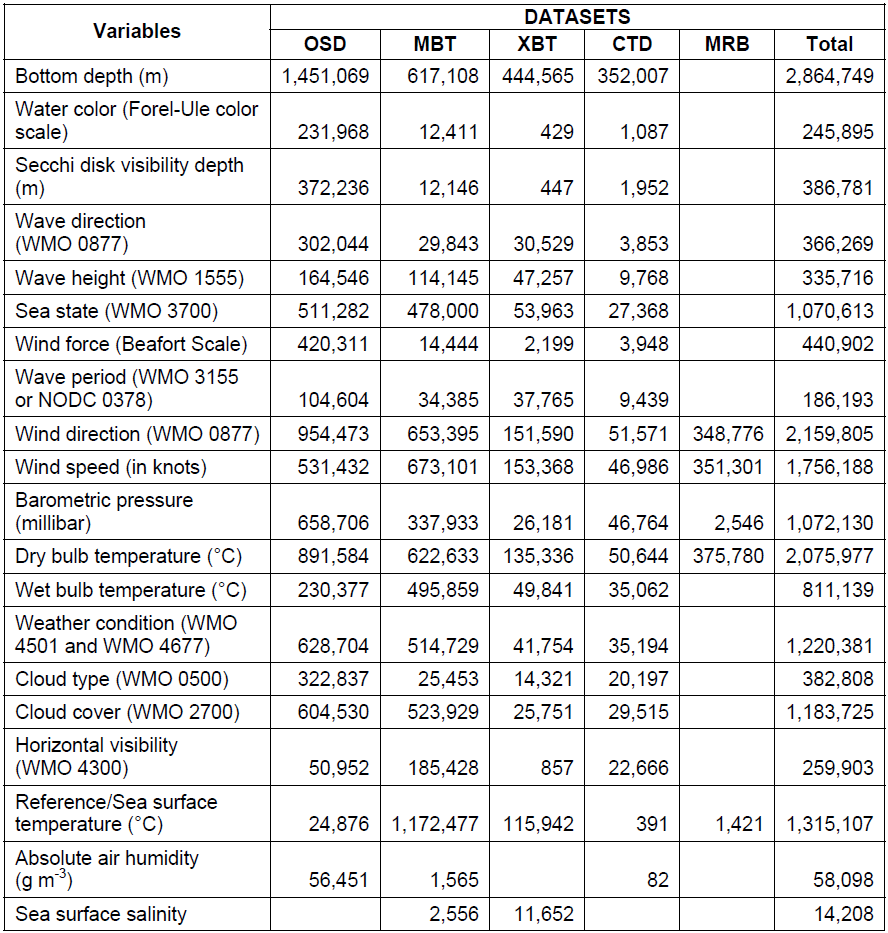 Variables DATASETS
OSD MBT XBT CTD MRB Total
Bottom depth (m) 1,451,069 617,108 444,565 352,007 2,864,749
Water color (Forel-Ule color
scale) 231,968 12,411 429 1,087 245,895
Secchi disk visibility depth
(m) 372,236 12,146 447 1,952 386,781
Wave direction
(WMO 0877) 302,044 29,843 30,529 3,853 366,269
Wave height (WMO 1555) 164,546 114,145 47,257 9,768 335,716
Sea state (WMO 3700) 511,282 478,000 53,963 27,368 1,070,613
Wind force (Beafort Scale) 420,311 14,444 2,199 3,948 440,902
Wave period (WMO 3155
or NODC 0378) 104,604 34,385 37,765 9,439 186,193
Wind direction (WMO 0877) 954,473 653,395 151,590 51,571 348,776 2,159,805
Wind speed (in knots) 531,432 673,101 153,368 46,986 351,301 1,756,188
Barometric pressure
(millibar) 658,706 337,933 26,181 46,764 2,546 1,072,130
Dry bulb temperature (°C) 891,584 622,633 135,336 50,644 375,780 2,075,977
Wet bulb temperature (°C) 230,377 495,859 49,841 35,062 811,139
Weather condition (WMO
4501 and WMO 4677) 628,704 514,729 41,754 35,194 1,220,381
Cloud type (WMO 0500) 322,837 25,453 14,321 20,197 382,808
Cloud cover (WMO 2700) 604,530 523,929 25,751 29,515 1,183,725
Horizontal visibility
(WMO 4300) 50,952 185,428 857 22,666 259,903
Reference/Sea surface
temperature (°C) 24,876 1,172,477 115,942 391 1,421 1,315,107
Absolute air humidity
(g m-3) 56,451 1,565 82 58,098
Sea surface salinity 2,556 11,652 14,208